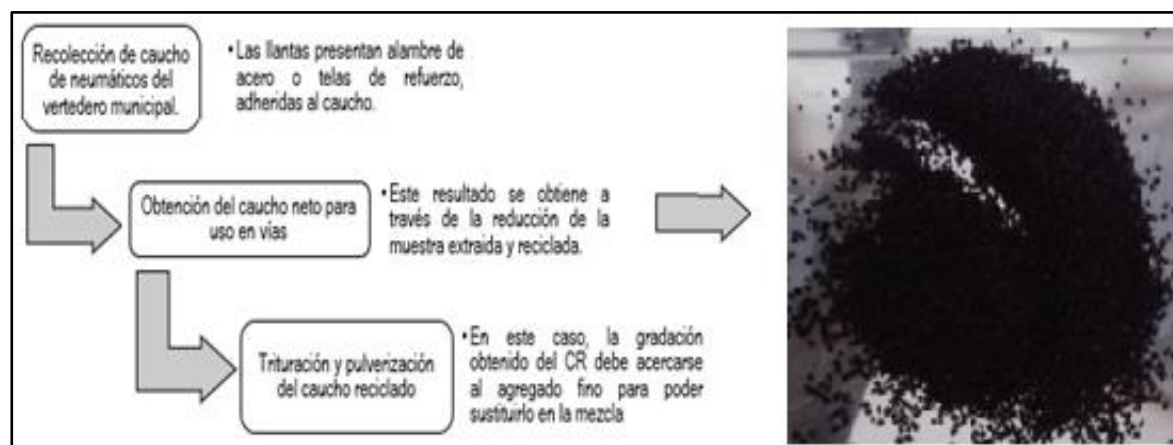 Recolección de caucho
de neumáticos del
vertedero municipal.
•Las llantas presentan alambre de
acero o telas de refuerzo,
adheridas al caucho.
Obtención del caucho neto para
uso en vías
•Este resultado se obtiene a
través de la reducción de la
muestra extraida y reciclada.
Trituración y pulverización
del caucho reciclado
•En este caso, la gradación
obtenido del CR debe acercarse
al agregado fino para poder
sustituirlo en la mezcla